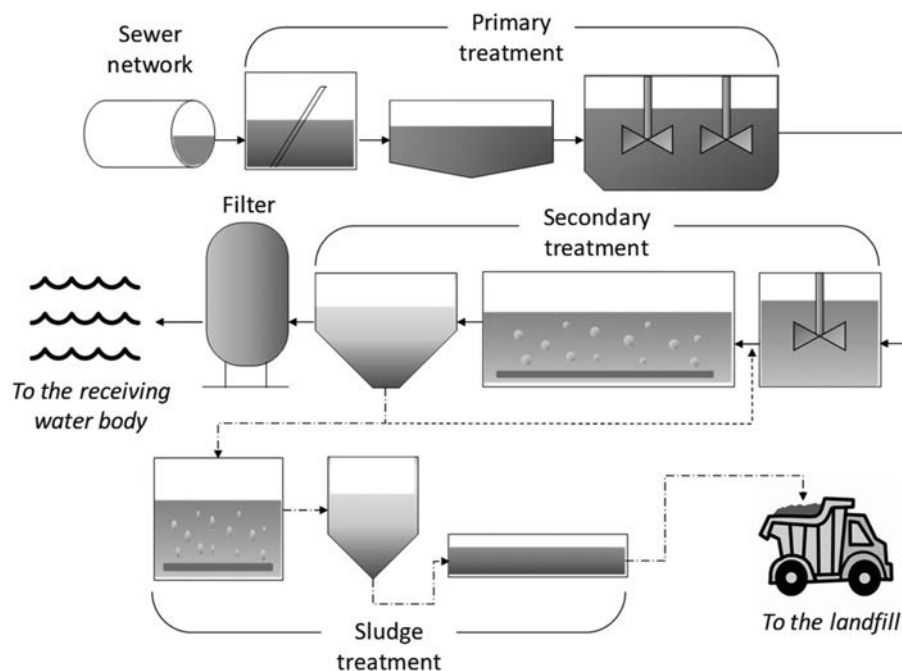 Sewer
network
Primary
treatment
Filter
Secondary
treatment
To the receiving
water body
Sludge
treatment
To the landfill